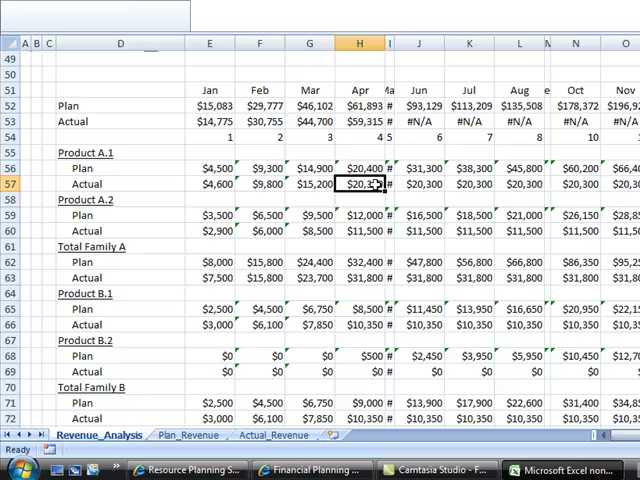 A B C D E F G H I J K L M N O
49
50
51 Jan Feb Mar Apr Ma Jun Jul Aug e Oct Nov
52 Plan $15,083 $29,777 $46,102 $61,893 # $93,129 $113,209 $135,508 $178,372 $196,92
53 Actual $14,775 $30,755 $44,700 $59,315 # #N/A #N/A #N/A #N/A #N/A
54 1 2 3 4 # 6 7 8 10
55 Product A.1
56 Plan $4,500 $9,300 $14,900 $20,400 # $31,300 $38,300 $45,800 $60,200 $66,40
57 Actual $4,600 $9,800 $15,200 # $20,300 $20,300 $20,300 $20,300 $20,30
58 Product A.2
59 Plan $3,500 $6,500 $9,500 $12,000 # $16,500 $18,500 $21,000 $26,150 $28,85
60 Actual $2,900 $6,000 $8,500 $11,500 # $11,500 $11,500 $11,500 $11,500 $11,50
61 Total Family A
62 Plan $8,000 $15,800 $24,400 $32,400 # $47,800 $56,800 $66,800 $86,350 $95,25
63 Actual $7,500 $15,800 $23,700 $31,800 # $31,800 $31,800 $31,800 $31,800 $31,80
64 Product B.1
65 Plan $2,500 $4,500 $6,750 $8,500 # $11,450 $13,950 $16,650 $20,950 $22,15
66 Actual $3,000 $6,100 $7,850 $10,350 # $10,350 $10,350 $10,350 $10,350 $10,35
67 Product B.2
68 Plan $0 $0 $0 $500 # $2,450 $3,950 $5,950 $10,450 $12,70
69 Actual $0 $0 $0 $0 # $0 $0 $0 $0 $0
70 Total Family B
71 Plan $2,500 $4,500 $6,750 $9,000 # $13,900 $17,900 $22,600 $31,400 $34,85
72 Actual $3,000 $6,100 $7,850 $10,350 # $10,350 $10,350 $10,350 $10,350 $10,35
Revenue_Analysis Plan_Revenue Actual_Revenue
Ready
Resource Planning S... Financial Planning ... Camtasia Studio - F... Microsoft Excel non...